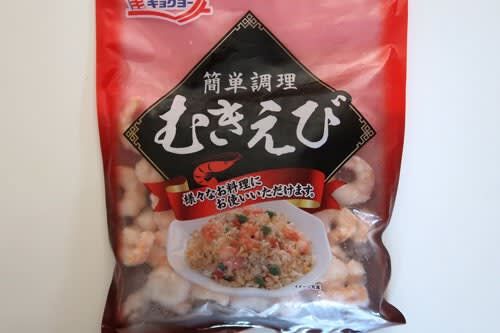 キョクヨー
簡単調理
むきえび
様々なお料理に
お使いいただけます。